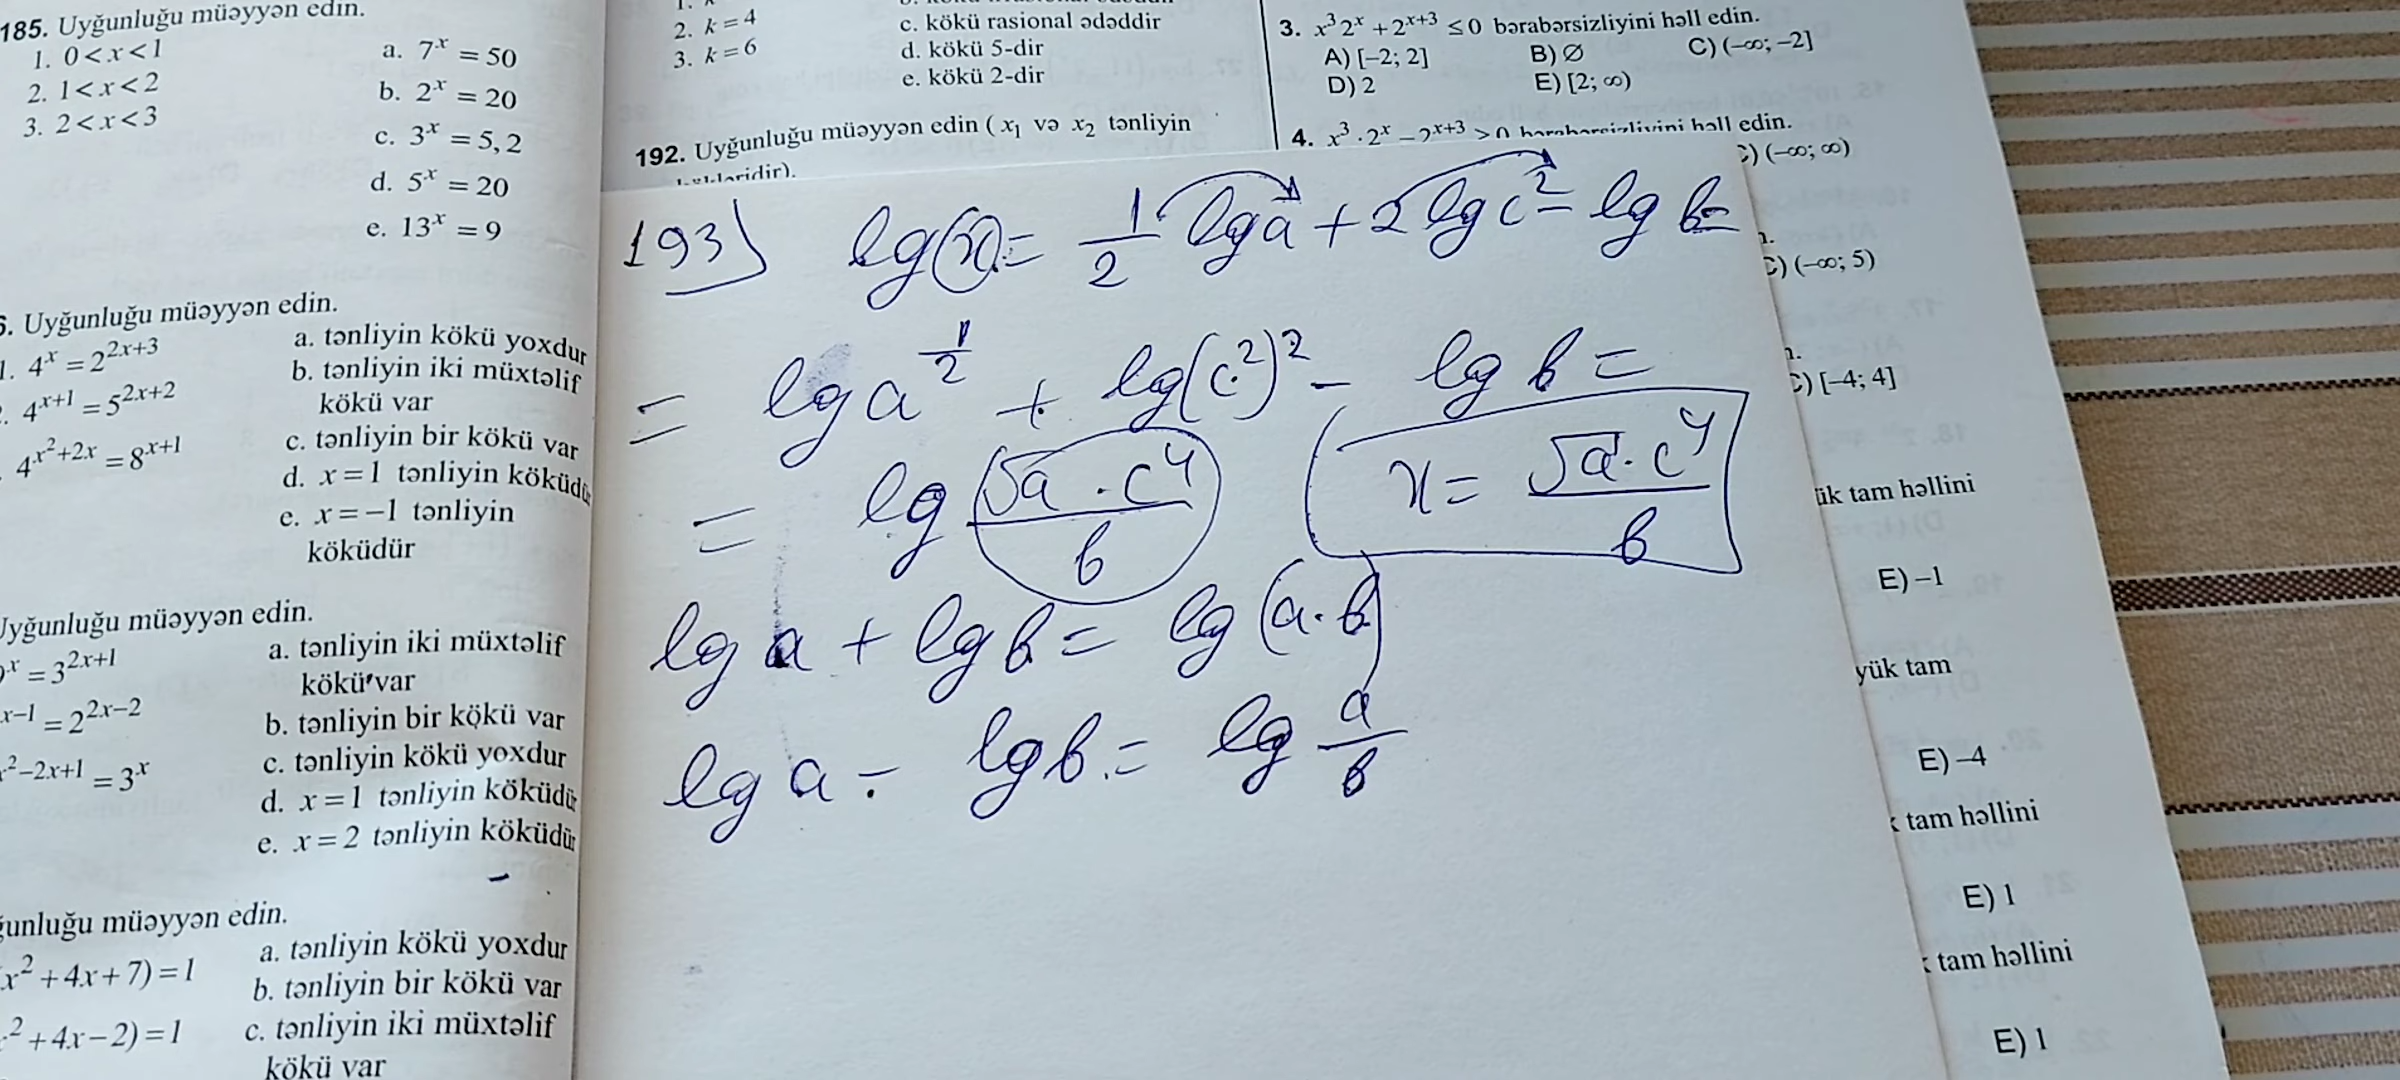 185. Uyğunluğu müəyyən edin.
1. 0 < x < 1
2. 1 < x < 2
3. 2 < x < 3
a. 7^x = 50
b. 2^x = 20
c. 3^x = 5,2
d. 5^x = 20
e. 13^x = 9
6. Uyğunluğu müəyyən edin.
1. 4^x = 2^{2x+3}
4^{x+1} = 5^{2x+2}
4^{x^2+2x} = 8^{x+1}
a. tənliyin kökü yoxdur
b. tənliyin iki müxtəlif
kökü var
c. tənliyin bir kökü var
d. x = 1 tənliyin köküdür
e. x = −1 tənliyin
köküdür
Uyğunluğu müəyyən edin.
^x = 3^{2x+1}
^{x−1} = 2^{2x−2}
^{2−2x+1} = 3^x
a. tənliyin iki müxtəlif
kökü var
b. tənliyin bir kökü var
c. tənliyin kökü yoxdur
d. x = 1 tənliyin köküdür
e. x = 2 tənliyin köküdür
ğunluğu müəyyən edin.
x^2 + 4x + 7) = 1
^2 + 4x − 2) = 1
a. tənliyin kökü yoxdur
b. tənliyin bir kökü var
c. tənliyin iki müxtəlif
kökü var
2. k = 4
3. k = 6
c. kökü rasional ədəddir
d. kökü 5-dir
e. kökü 2-dir
192. Uyğunluğu müəyyən edin ( x₁ və x₂ tənliyin
3. x^3 2^x + 2^{x+3} ≤ 0 bərabərsizliyini həll edin.
A) [−2; 2] B) ∅ C) (−∞; −2]
D) 2 E) [2; ∞)
4. x^3 · 2^x − 2^{x+3} > 0 bərabərsizliyini həll edin.
C) (−∞; ∞)
C) (−∞; 5)
C) [−4; 4]
ük tam həllini
E) −1
yük tam
E) −4
k tam həllini
E) 1
k tam həllini
E) 1
193) lg(x) = 1/2 lg a + 2 lg c^2 − lg b =
= lg a^{1/2} + lg(c^2)^2 − lg b =
= lg (√a · c^4)/b x = (√a · c^4)/b
lg a + lg b = lg (a · b)
lg a − lg b = lg a/b